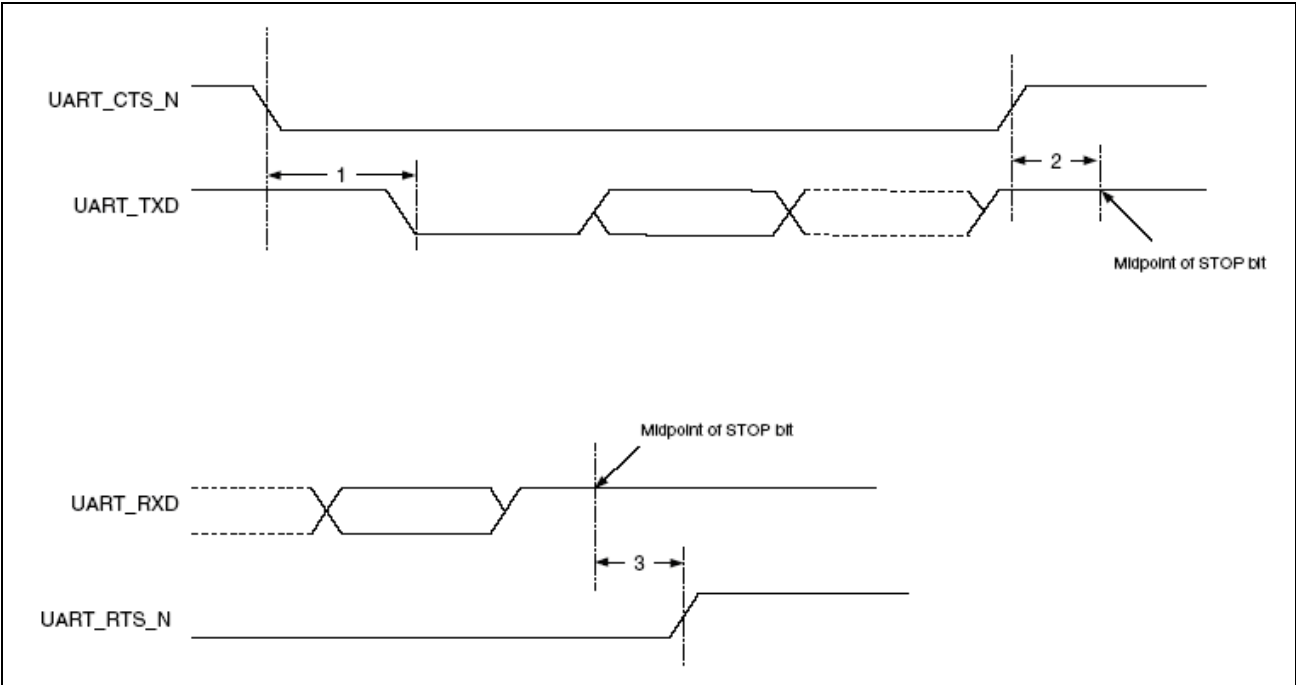 UART_CTS_N
1
2
UART_TXD
Midpoint of STOP bit
Midpoint of STOP bit
UART_RXD
3
UART_RTS_N